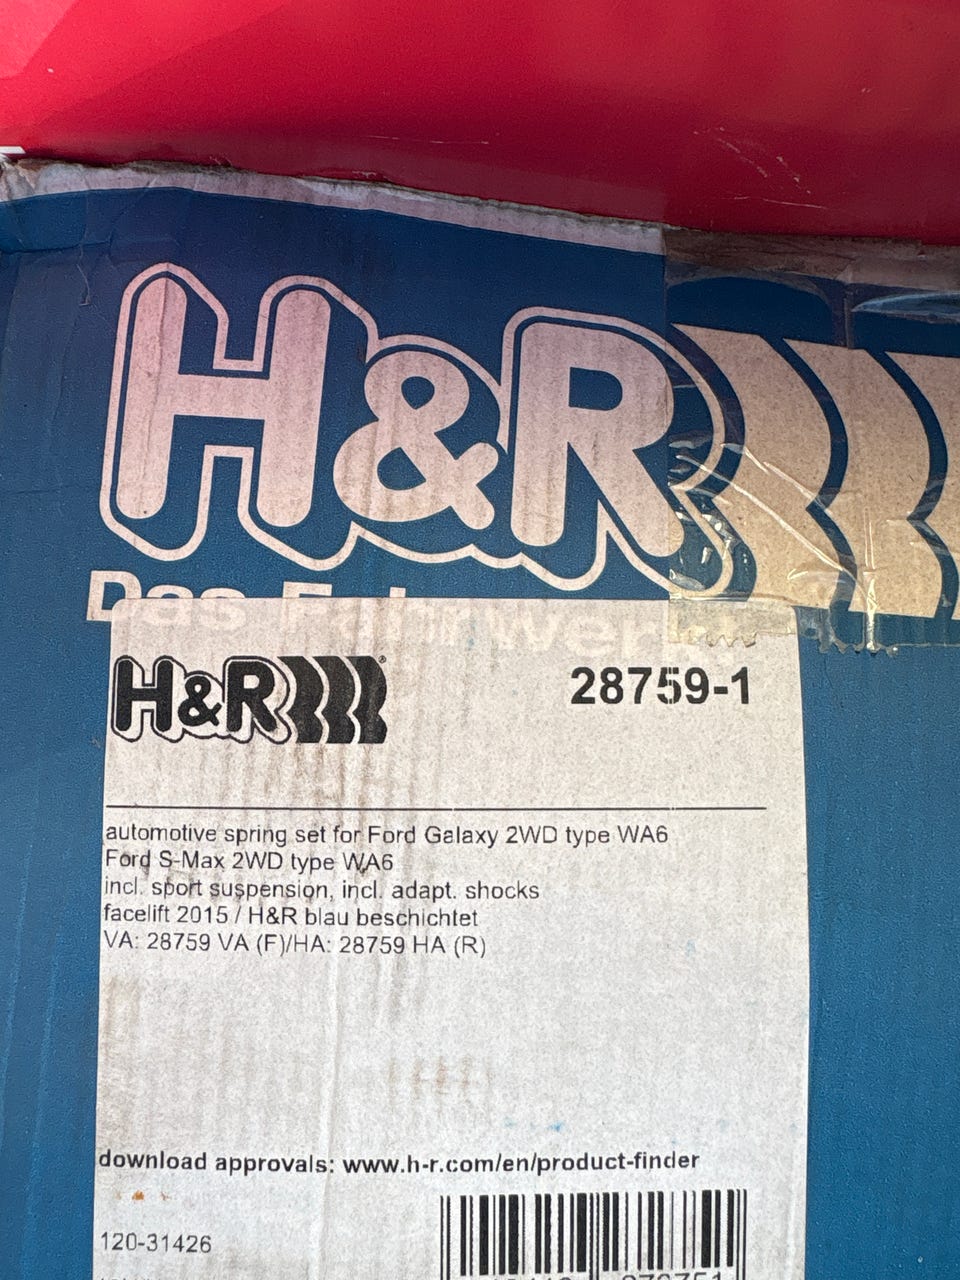 H&R
Das Fahrwerk
H&R®
28759-1
automotive spring set for Ford Galaxy 2WD type WA6
Ford S-Max 2WD type WA6
incl. sport suspension, incl. adapt. shocks
facelift 2015 / H&R blau beschichtet
VA: 28759 VA (F)/HA: 28759 HA (R)
download approvals: www.h-r.com/en/product-finder
120-31426